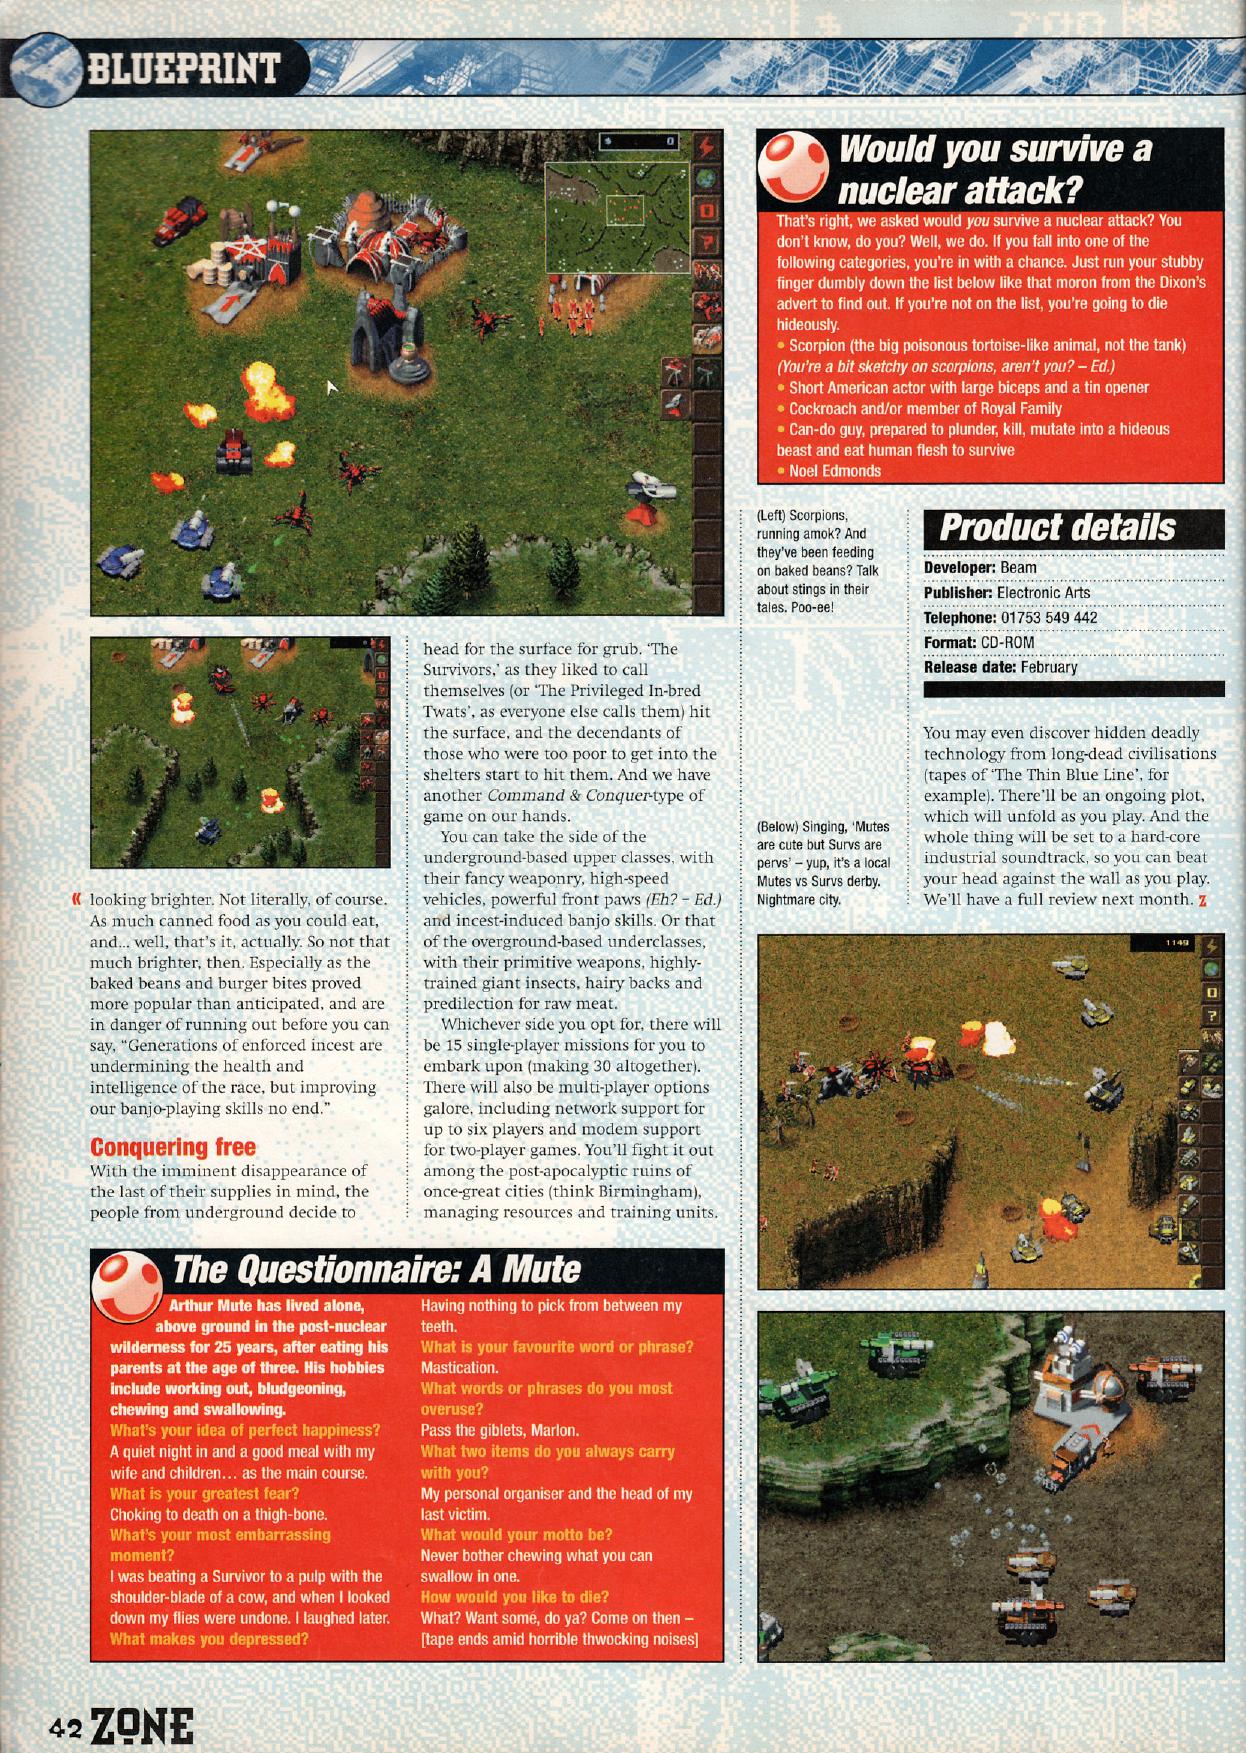 BLUEPRINT
$ 0
?
Would you survive a
nuclear attack?
That's right, we asked would you survive a nuclear attack? You
don't know, do you? Well, we do. If you fall into one of the
following categories, you're in with a chance. Just run your stubby
finger dumbly down the list below like that moron from the Dixon's
advert to find out. If you're not on the list, you're going to die
hideously.
• Scorpion (the big poisonous tortoise-like animal, not the tank)
(You're a bit sketchy on scorpions, aren't you? – Ed.)
• Short American actor with large biceps and a tin opener
• Cockroach and/or member of Royal Family
• Can-do guy, prepared to plunder, kill, mutate into a hideous
beast and eat human flesh to survive
• Noel Edmonds
(Left) Scorpions,
running amok? And
they've been feeding
on baked beans? Talk
about stings in their
tales. Poo-ee!
Product details
Developer: Beam
Publisher: Electronic Arts
Telephone: 01753 549 442
Format: CD-ROM
Release date: February
« looking brighter. Not literally, of course.
As much canned food as you could eat,
and... well, that's it, actually. So not that
much brighter, then. Especially as the
baked beans and burger bites proved
more popular than anticipated, and are
in danger of running out before you can
say, "Generations of enforced incest are
undermining the health and
intelligence of the race, but improving
our banjo-playing skills no end."
Conquering free
With the imminent disappearance of
the last of their supplies in mind, the
people from underground decide to
head for the surface for grub. 'The
Survivors,' as they liked to call
themselves (or 'The Privileged In-bred
Twats', as everyone else calls them) hit
the surface, and the decendants of
those who were too poor to get into the
shelters start to hit them. And we have
another Command & Conquer-type of
game on our hands.
You can take the side of the
underground-based upper classes, with
their fancy weaponry, high-speed
vehicles, powerful front paws (Eh? – Ed.)
and incest-induced banjo skills. Or that
of the overground-based underclasses,
with their primitive weapons, highly-
trained giant insects, hairy backs and
predilection for raw meat.
Whichever side you opt for, there will
be 15 single-player missions for you to
embark upon (making 30 altogether).
There will also be multi-player options
galore, including network support for
up to six players and modem support
for two-player games. You'll fight it out
among the post-apocalyptic ruins of
once-great cities (think Birmingham),
managing resources and training units.
You may even discover hidden deadly
technology from long-dead civilisations
(tapes of 'The Thin Blue Line', for
example). There'll be an ongoing plot,
which will unfold as you play. And the
whole thing will be set to a hard-core
industrial soundtrack, so you can beat
your head against the wall as you play.
We'll have a full review next month. Z
(Below) Singing, 'Mutes
are cute but Survs are
pervs' – yup, it's a local
Mutes vs Survs derby.
Nightmare city.
1149
?
The Questionnaire: A Mute
Arthur Mute has lived alone,
above ground in the post-nuclear
wilderness for 25 years, after eating his
parents at the age of three. His hobbies
include working out, bludgeoning,
chewing and swallowing.
What's your idea of perfect happiness?
A quiet night in and a good meal with my
wife and children... as the main course.
What is your greatest fear?
Choking to death on a thigh-bone.
What's your most embarrassing
moment?
I was beating a Survivor to a pulp with the
shoulder-blade of a cow, and when I looked
down my flies were undone. I laughed later.
What makes you depressed?
Having nothing to pick from between my
teeth.
What is your favourite word or phrase?
Mastication.
What words or phrases do you most
overuse?
Pass the giblets, Marlon.
What two items do you always carry
with you?
My personal organiser and the head of my
last victim.
What would your motto be?
Never bother chewing what you can
swallow in one.
How would you like to die?
What? Want some, do ya? Come on then –
[tape ends amid horrible thwocking noises]
42 ZONE